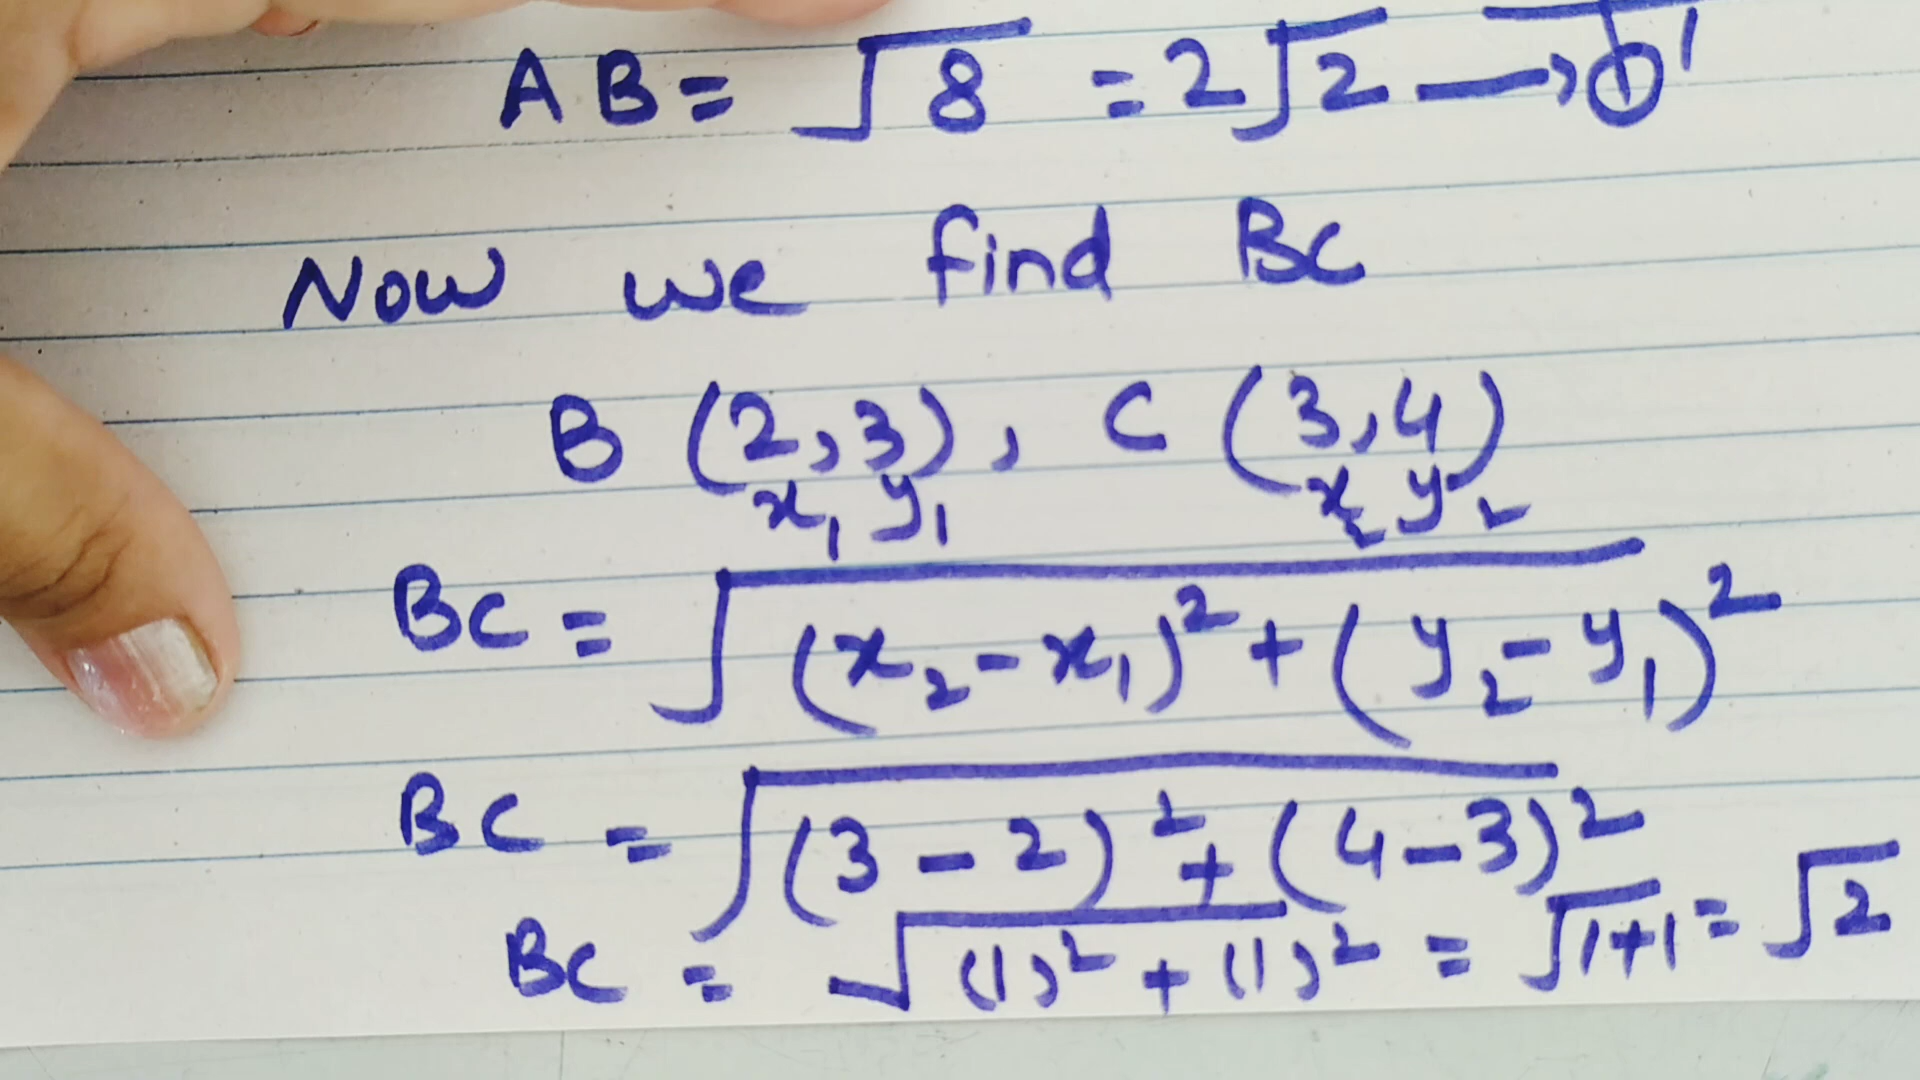 AB = √8 = 2√2 → ①
Now we find BC
B (2,3), C (3,4)
x₁ y₁ x₂ y₂
BC = √(x₂-x₁)² + (y₂-y₁)²
BC = √(3-2)² + (4-3)²
BC = √(1)² + (1)² = √1+1 = √2